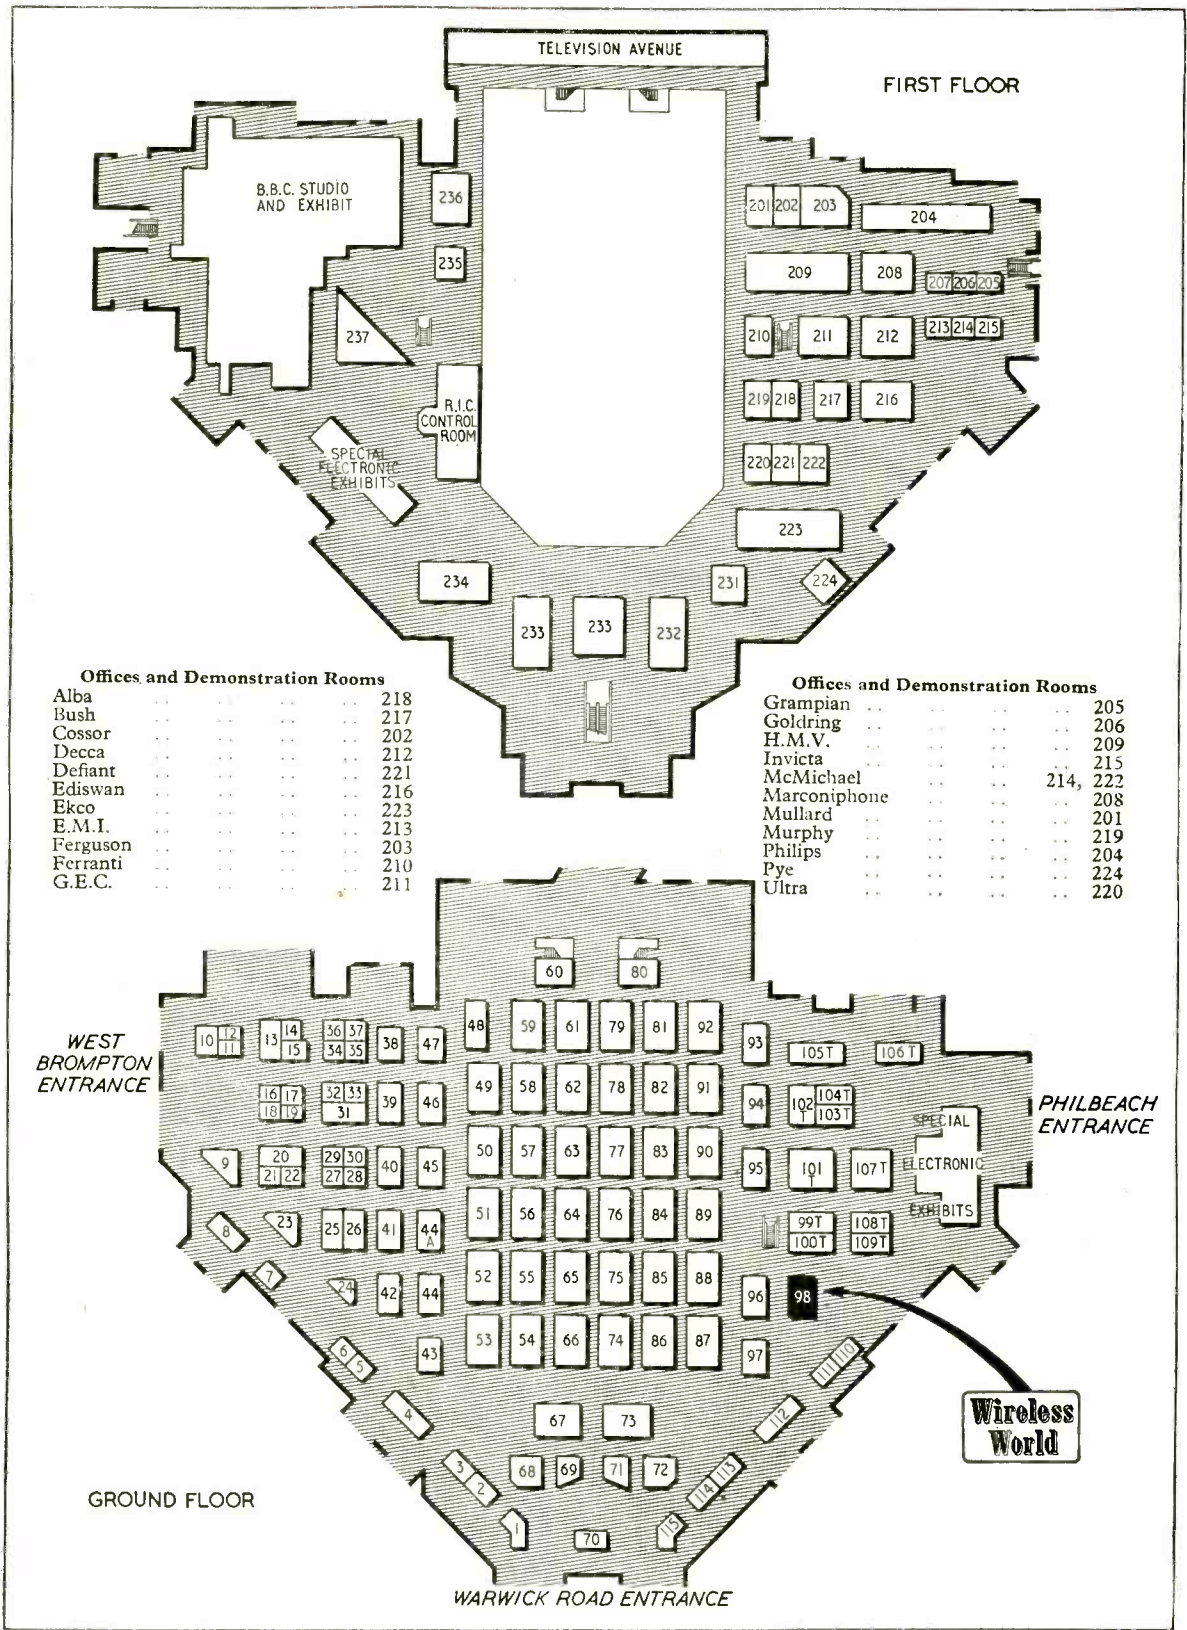 TELEVISION AVENUE
FIRST FLOOR
B.B.C. STUDIO
AND EXHIBIT
236
201 202 203
204
235
209
208
207 206 205
237
210
211
212
213 214 215
R.I.C.
CONTROL
ROOM
219 218
217
216
SPECIAL
ELECTRONIC
EXHIBITS
220 221 222
223
234
231
224
233
233
232
Offices and Demonstration Rooms
Alba .. .. .. .. 218
Bush .. .. .. .. 217
Cossor .. .. .. .. 202
Decca .. .. .. .. 212
Defiant .. .. .. .. 221
Ediswan .. .. .. .. 216
Ekco .. .. .. .. 223
E.M.I. .. .. .. .. 213
Ferguson .. .. .. .. 203
Ferranti .. .. .. .. 210
G.E.C. .. .. .. .. 211
Offices and Demonstration Rooms
Grampian .. .. .. .. 205
Goldring .. .. .. .. 206
H.M.V. .. .. .. .. 209
Invicta .. .. .. .. 215
McMichael .. .. .. 214, 222
Marconiphone .. .. .. 208
Mullard .. .. .. .. 201
Murphy .. .. .. .. 219
Philips .. .. .. .. 204
Pye .. .. .. .. 224
Ultra .. .. .. .. 220
60 80
WEST
BROMPTON
ENTRANCE
10 12
11
13 14
15
36 37
34 35
38 47 48 59 61 79 81 92 93
105T 106T
16 17
18 19
32 33
31
39 46 49 58 62 78 82 91 94
102
T
104T
103T
SPECIAL
ELECTRONIC
EXHIBITS
PHILBEACH
ENTRANCE
9
20
21 22
29 30
27 28
40 45 50 57 63 77 83 90 95
101
T
107T
8
23
25 26
41
44
A
51 56 64 76 84 89
99T
100T
108T
109T
7 24 42 44 52 55 65 75 85 88 96 98
6 5
43 53 54 66 74 86 87 97
111 110
4
67 73
112
Wireless
World
3 2
68 69 71 72
114 113
GROUND FLOOR
1 70 115
WARWICK ROAD ENTRANCE